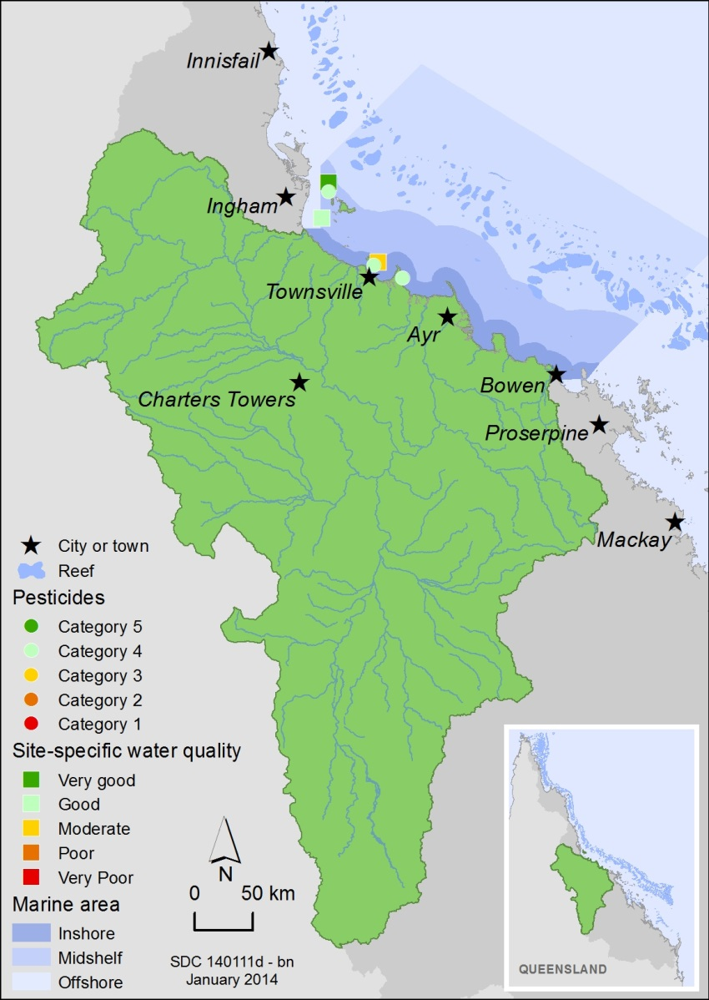 Innisfail
Ingham
Townsville
Ayr
Charters Towers
Bowen
Proserpine
Mackay
City or town
Reef
Pesticides
Category 5
Category 4
Category 3
Category 2
Category 1
Site-specific water quality
Very good
Good
Moderate
Poor
Very Poor
Marine area
Inshore
Midshelf
Offshore
N
0 50 km
SDC 140111d - bn
January 2014
QUEENSLAND